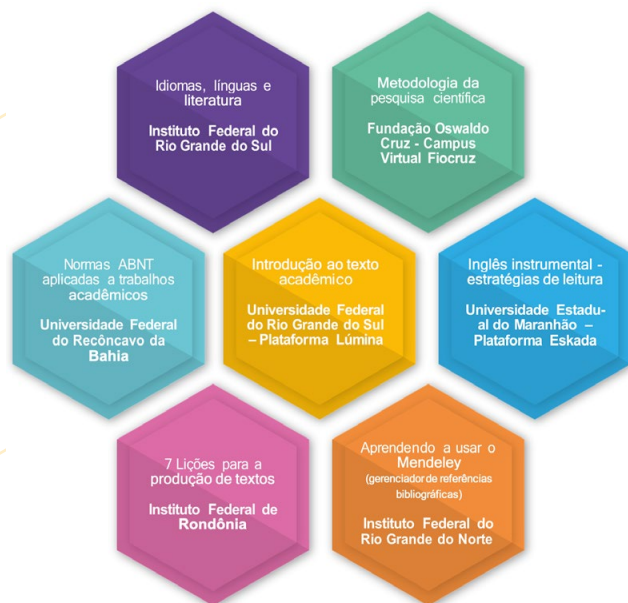 Idiomas, línguas e
literatura
Instituto Federal do
Rio Grande do Sul
Metodologia da
pesquisa científica
Fundação Oswaldo
Cruz - Campus
Virtual Fiocruz
Normas ABNT
aplicadas a trabalhos
acadêmicos
Universidade Federal
do Recôncavo da
Bahia
Introdução ao texto
acadêmico
Universidade Federal
do Rio Grande do Sul
– Plataforma Lúmina
Inglês instrumental -
estratégias de leitura
Universidade Estadu-
al do Maranhão –
Plataforma Eskada
7 Lições para a
produção de textos
Instituto Federal de
Rondônia
Aprendendo a usar o
Mendeley
(gerenciador de referências
bibliográficas)
Instituto Federal do
Rio Grande do Norte